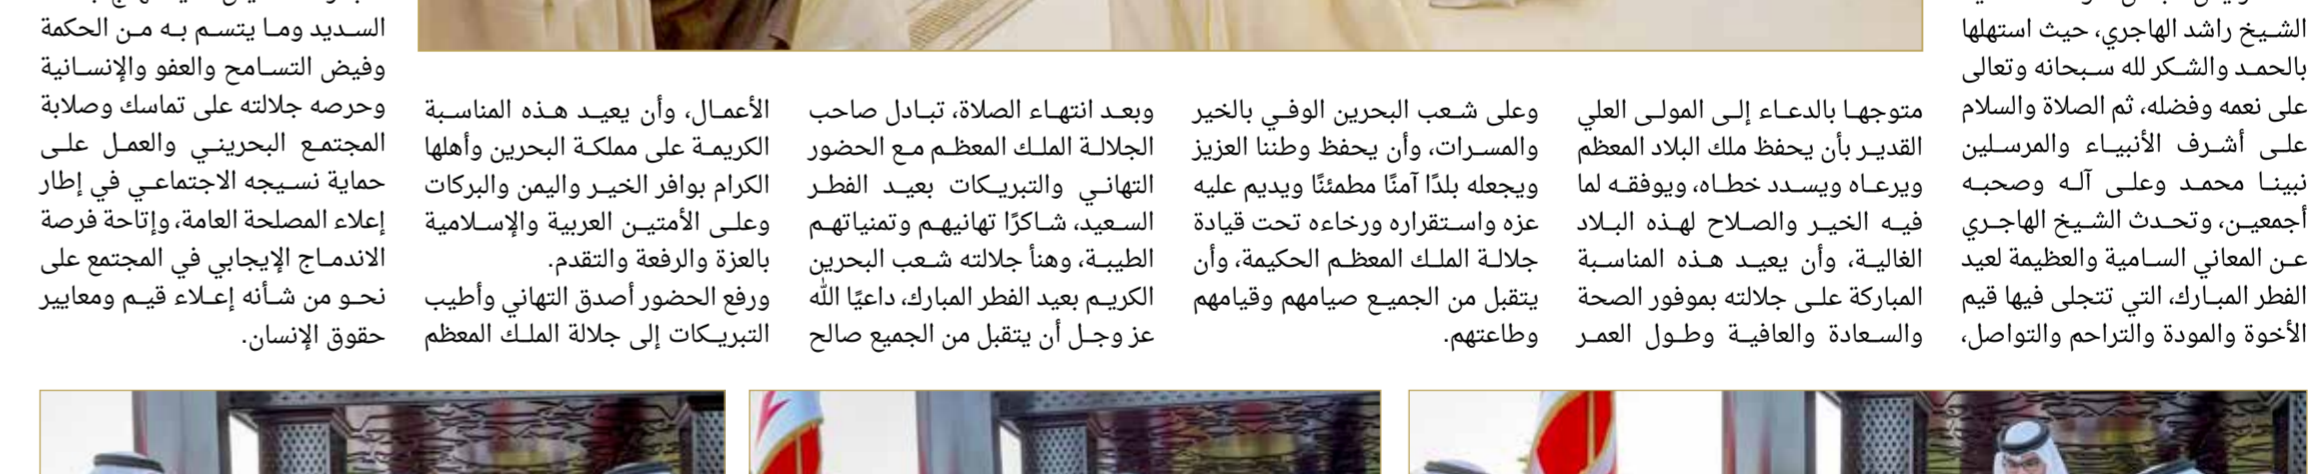 الشيخ راشد الهاجري، حيث استهلها
بالحمد والشكر لله سبحانه وتعالى
على نعمه وفضله، ثم الصلاة والسلام
على أشرف الأنبياء والمرسلين
نبينا محمد وعلى آله وصحبه
أجمعين، وتحدث الشيخ الهاجري
عن المعاني السامية والعظيمة لعيد
الفطر المبارك، التي تتجلى فيها قيم
الأخوة والمودة والتراحم والتواصل،
متوجها بالدعاء إلى المولى العلي
القدير بأن يحفظ ملك البلاد المعظم
ويرعاه ويسدد خطاه، ويوفقه لما
فيه الخير والصلاح لهذه البلاد
الغالية، وأن يعيد هذه المناسبة
المباركة على جلالته بموفور الصحة
والسعادة والعافية وطول العمر
وعلى شعب البحرين الوفي بالخير
والمسرات، وأن يحفظ وطننا العزيز
ويجعله بلدًا آمنًا مطمئنًا ويديم عليه
عزه واستقراره ورخاءه تحت قيادة
جلالة الملك المعظم الحكيمة، وأن
يتقبل من الجميع صيامهم وقيامهم
وطاعتهم.
وبعد انتهاء الصلاة، تبادل صاحب
الجلالة الملك المعظم مع الحضور
التهاني والتبريكات بعيد الفطر
السعيد، شاكرًا تهانيهم وتمنياتهم
الطيبة، وهنأ جلالته شعب البحرين
الكريم بعيد الفطر المبارك، داعيًا الله
عز وجل أن يتقبل من الجميع صالح
الأعمال، وأن يعيد هذه المناسبة
الكريمة على مملكة البحرين وأهلها
الكرام بوافر الخير واليمن والبركات
وعلى الأمتين العربية والإسلامية
بالعزة والرفعة والتقدم.
ورفع الحضور أصدق التهاني وأطيب
التبريكات إلى جلالة الملك المعظم
السديد وما يتسم به من الحكمة
وفيض التسامح والعفو والإنسانية
وحرصه جلالته على تماسك وصلابة
المجتمع البحريني والعمل على
حماية نسيجه الاجتماعي في إطار
إعلاء المصلحة العامة، وإتاحة فرصة
الاندماج الإيجابي في المجتمع على
نحو من شأنه إعلاء قيم ومعايير
حقوق الإنسان.